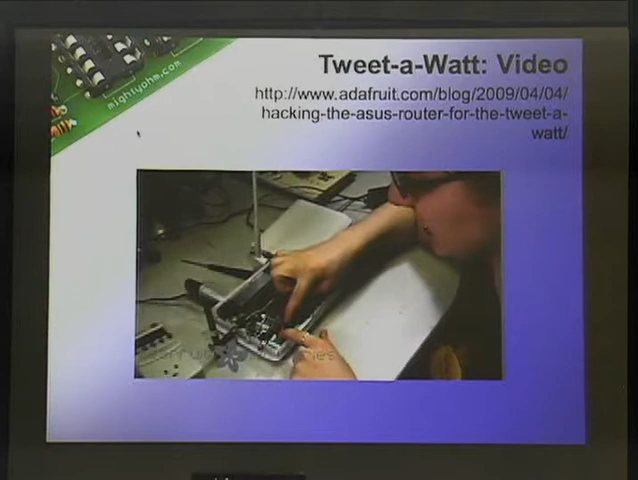 mightyohm.com
Tweet-a-Watt: Video
http://www.adafruit.com/blog/2009/04/04/
hacking-the-asus-router-for-the-tweet-a-
watt/